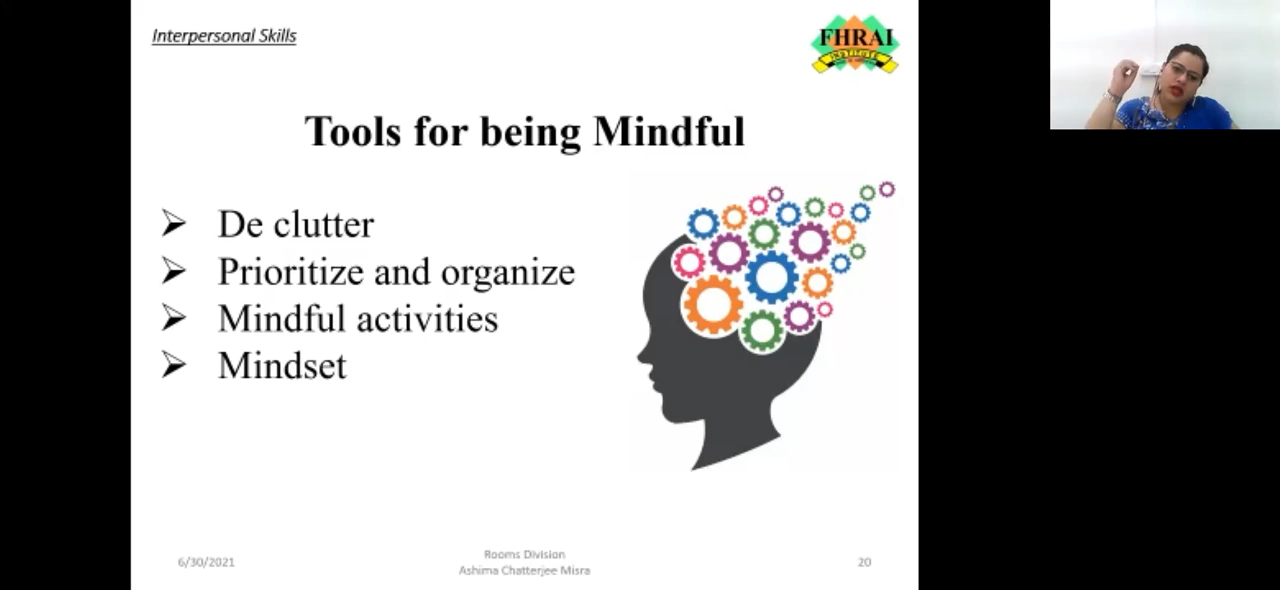 Interpersonal Skills
FHRAI
Tools for being Mindful
➢ De clutter
➢ Prioritize and organize
➢ Mindful activities
➢ Mindset
6/30/2021
Rooms Division
Ashima Chatterjee Misra
20